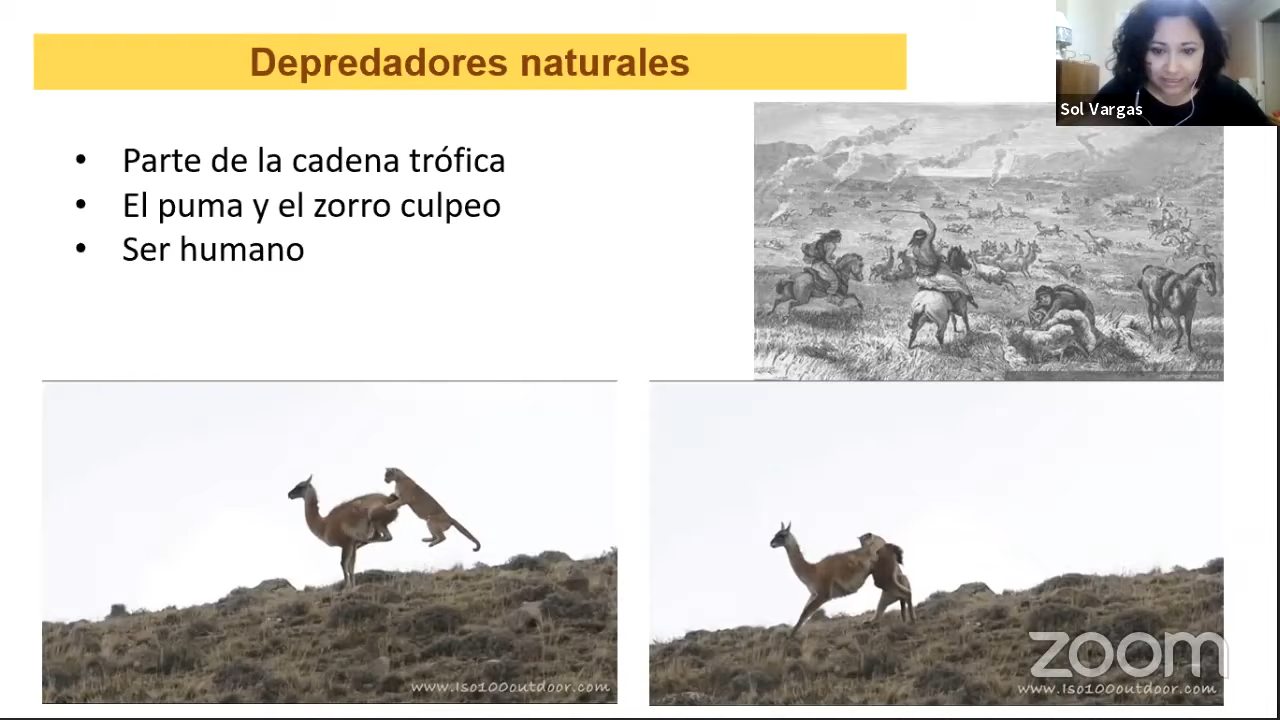 Depredadores naturales
Sol Vargas
• Parte de la cadena trófica
• El puma y el zorro culpeo
• Ser humano
www.Iso100outdoor.com
zoom
www.Iso100outdoor.com